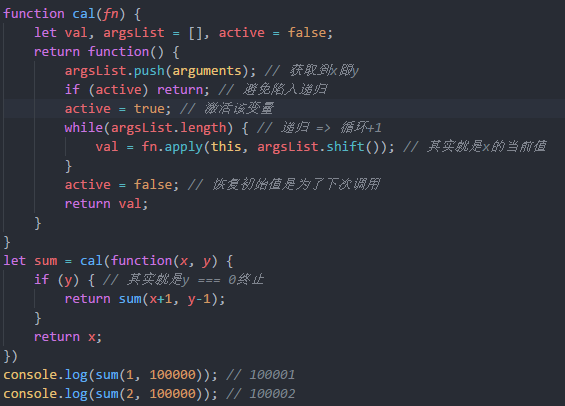 function cal(fn) {
    let val, argsList = [], active = false;
    return function() {
        argsList.push(arguments); // 获取到x跟y
        if (active) return; // 避免陷入递归
        active = true; // 激活该变量
        while(argsList.length) { // 递归 => 循环+1
            val = fn.apply(this, argsList.shift()); // 其实就是x的当前值
        }
        active = false; // 恢复初始值是为了下次调用
        return val;
    }
}
let sum = cal(function(x, y) {
    if (y) { // 其实就是y === 0终止
        return sum(x+1, y-1);
    }
    return x;
})
console.log(sum(1, 100000)); // 100001
console.log(sum(2, 100000)); // 100002